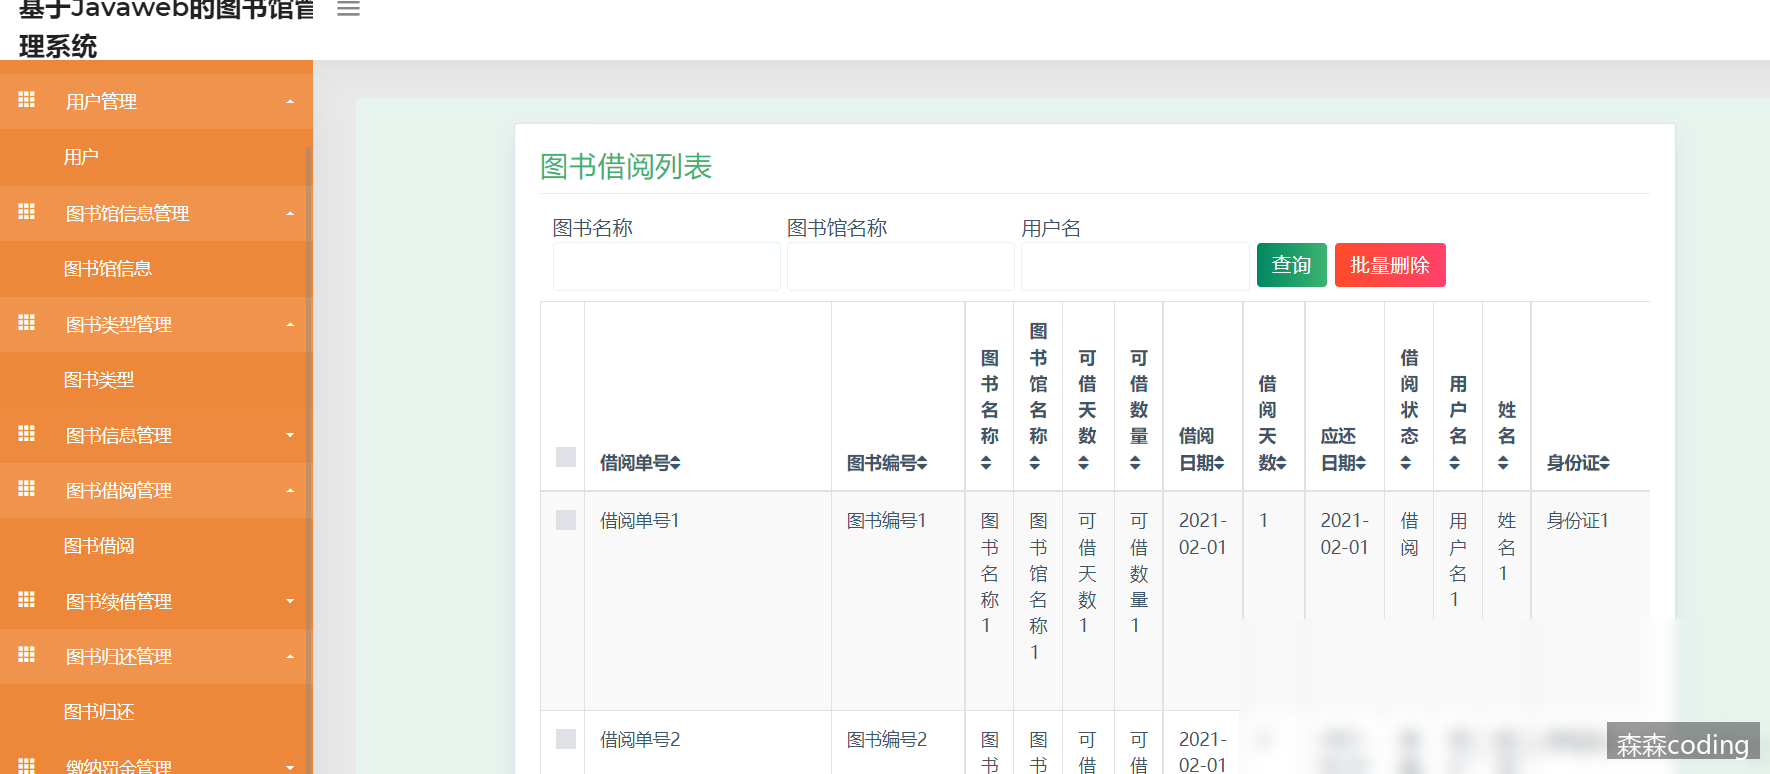 基于Javaweb的图书馆管
理系统
用户管理
用户
图书馆信息管理
图书馆信息
图书类型管理
图书类型
图书信息管理
图书借阅管理
图书借阅
图书续借管理
图书归还管理
图书归还
缴纳罚金管理
图书借阅列表
图书名称 图书馆名称 用户名
查询 批量删除
借阅单号 图书编号 图书名称 图书馆名称 可借天数 可借数量 借阅日期 借阅天数 应还日期 借阅状态 用户名 姓名 身份证
借阅单号1 图书编号1 图书名称1 图书馆名称1 可借天数1 可借数量1 2021-02-01 1 2021-02-01 借阅 用户名1 姓名1 身份证1
借阅单号2 图书编号2 图书 图书 可借 可借 2021-02-01
森森coding